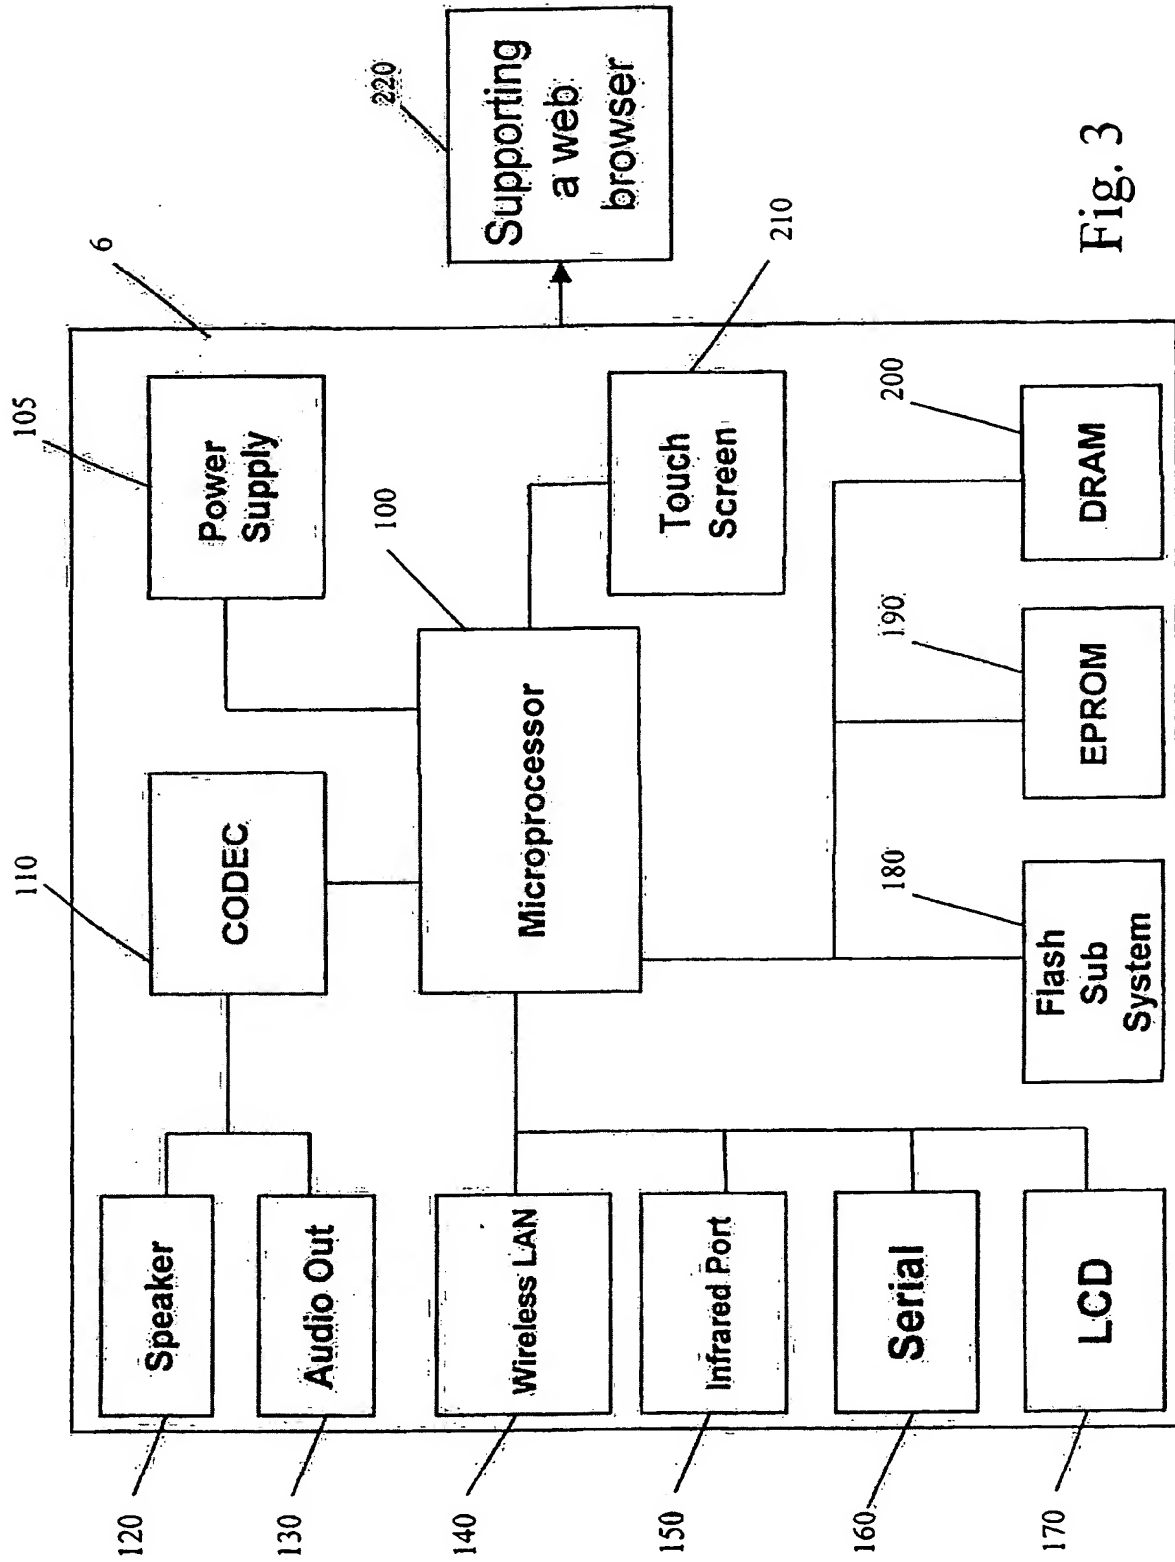 120
Speaker
130
Audio Out
140
Wireless LAN
150
Infrared Port
160
Serial
170
LCD
110
CODEC
105
Power
Supply
6
100
Microprocessor
210
Touch
Screen
180
Flash
Sub
System
190
EPROM
200
DRAM
220
Supporting
a web
browser
Fig. 3